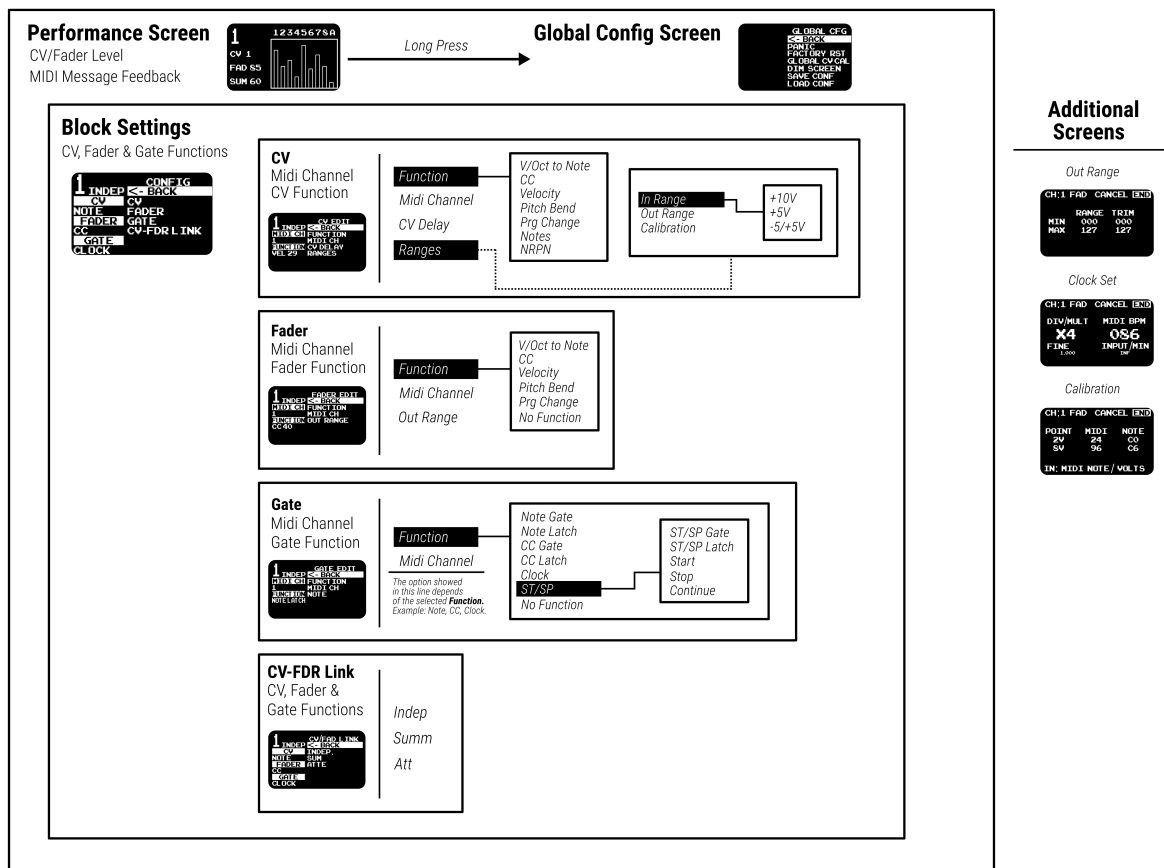 Performance Screen
CV/Fader Level
MIDI Message Feedback
1 12345678A
CV 1
FAD 85
SUM 60
Long Press
Global Config Screen
GLOBAL CFG
<- BACK
PANIC
FACTORY RST
GLOBAL CV CAL
DIM SCREEN
SAVE CONF
LOAD CONF
Block Settings
CV, Fader & Gate Functions
1 CONFIG
INDEP <- BACK
CV CV
NOTE FADER
FADER GATE
CC CV-FDR LINK
GATE
CLOCK
CV
Midi Channel
CV Function
1 CV EDIT
INDEP <- BACK
MIDI CH FUNCTION
1 MIDI CH
FUNCTION CV DELAY
VEL 29 RANGES
Function
Midi Channel
CV Delay
Ranges
V/Oct to Note
CC
Velocity
Pitch Bend
Prg Change
Notes
NRPN
In Range
Out Range
Calibration
+10V
+5V
-5/+5V
Fader
Midi Channel
Fader Function
1 FADER EDIT
INDEP <- BACK
MIDI CH FUNCTION
1 MIDI CH
FUNCTION OUT RANGE
CC 40
Function
Midi Channel
Out Range
V/Oct to Note
CC
Velocity
Pitch Bend
Prg Change
No Function
Gate
Midi Channel
Gate Function
1 GATE EDIT
INDEP <- BACK
MIDI CH FUNCTION
1 MIDI CH
FUNCTION NOTE
NOTE LATCH
Function
Midi Channel
The option showed
in this line depends
of the selected Function.
Example: Note, CC, Clock.
Note Gate
Note Latch
CC Gate
CC Latch
Clock
ST/SP
No Function
ST/SP Gate
ST/SP Latch
Start
Stop
Continue
CV-FDR Link
CV, Fader &
Gate Functions
1 CV/FAD LINK
INDEP <- BACK
CV INDEP.
NOTE SUM
FADER ATTE
CC
GATE
CLOCK
Indep
Summ
Att
Additional
Screens
Out Range
CH:1 FAD CANCEL END
RANGE TRIM
MIN 000 000
MAX 127 127
Clock Set
CH:1 FAD CANCEL END
DIV/MULT MIDI BPM
X4 086
FINE INPUT/MIN
1.000 INF
Calibration
CH:1 FAD CANCEL END
POINT MIDI NOTE
2V 24 C0
8V 96 C6
IN: MIDI NOTE / VOLTS